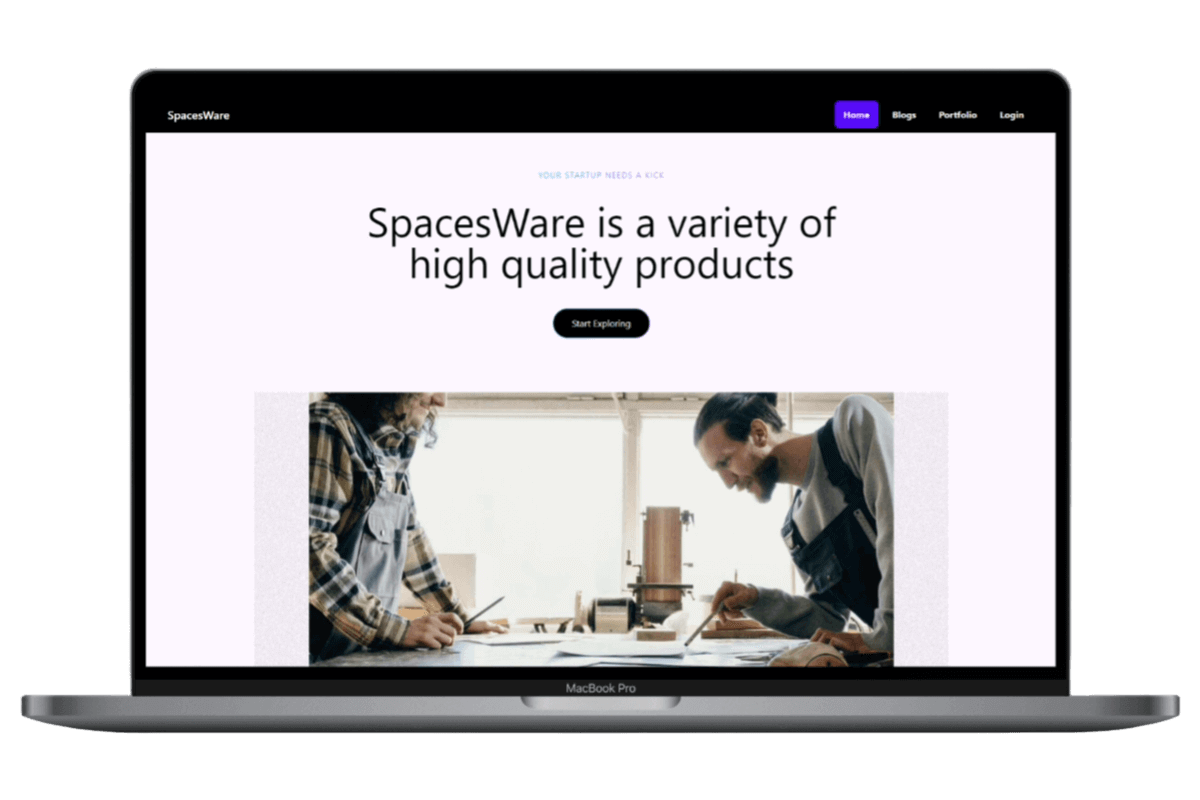 SpacesWare
Home Blogs Portfolio Login
YOUR STARTUP NEEDS A KICK
SpacesWare is a variety of
high quality products
Start Exploring
MacBook Pro